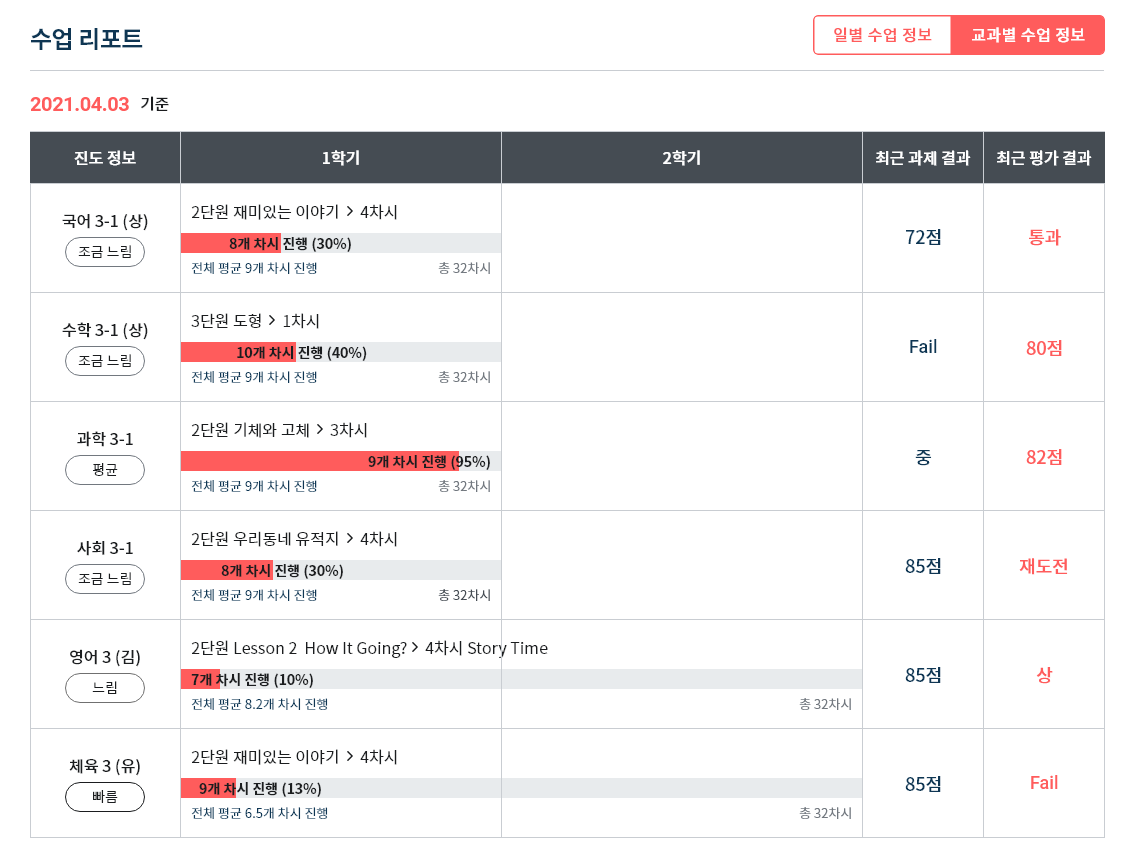 수업 리포트
일별 수업 정보 교과별 수업 정보
2021.04.03 기준
진도 정보 1학기 2학기 최근 과제 결과 최근 평가 결과
국어 3-1 (상)
조금 느림
2단원 재미있는 이야기 > 4차시
8개 차시 진행 (30%)
전체 평균 9개 차시 진행 총 32차시
72점
통과
수학 3-1 (상)
조금 느림
3단원 도형 > 1차시
10개 차시 진행 (40%)
전체 평균 9개 차시 진행 총 32차시
Fail
80점
과학 3-1
평균
2단원 기체와 고체 > 3차시
9개 차시 진행 (95%)
전체 평균 9개 차시 진행 총 32차시
중
82점
사회 3-1
조금 느림
2단원 우리동네 유적지 > 4차시
8개 차시 진행 (30%)
전체 평균 9개 차시 진행 총 32차시
85점
재도전
영어 3 (김)
느림
2단원 Lesson 2 How It Going? > 4차시 Story Time
7개 차시 진행 (10%)
전체 평균 8.2개 차시 진행 총 32차시
85점
상
체육 3 (유)
빠름
2단원 재미있는 이야기 > 4차시
9개 차시 진행 (13%)
전체 평균 6.5개 차시 진행 총 32차시
85점
Fail